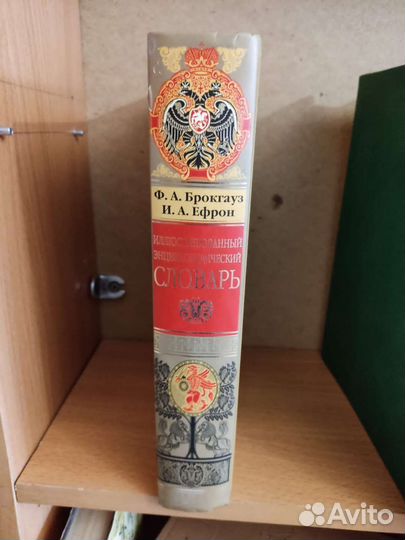 Ф. А. Брокгауз
И. А. Ефрон
ИЛЛЮСТРИРОВАННЫЙ
ЭНЦИКЛОПЕДИЧЕСКИЙ
СЛОВАРЬ
Avito